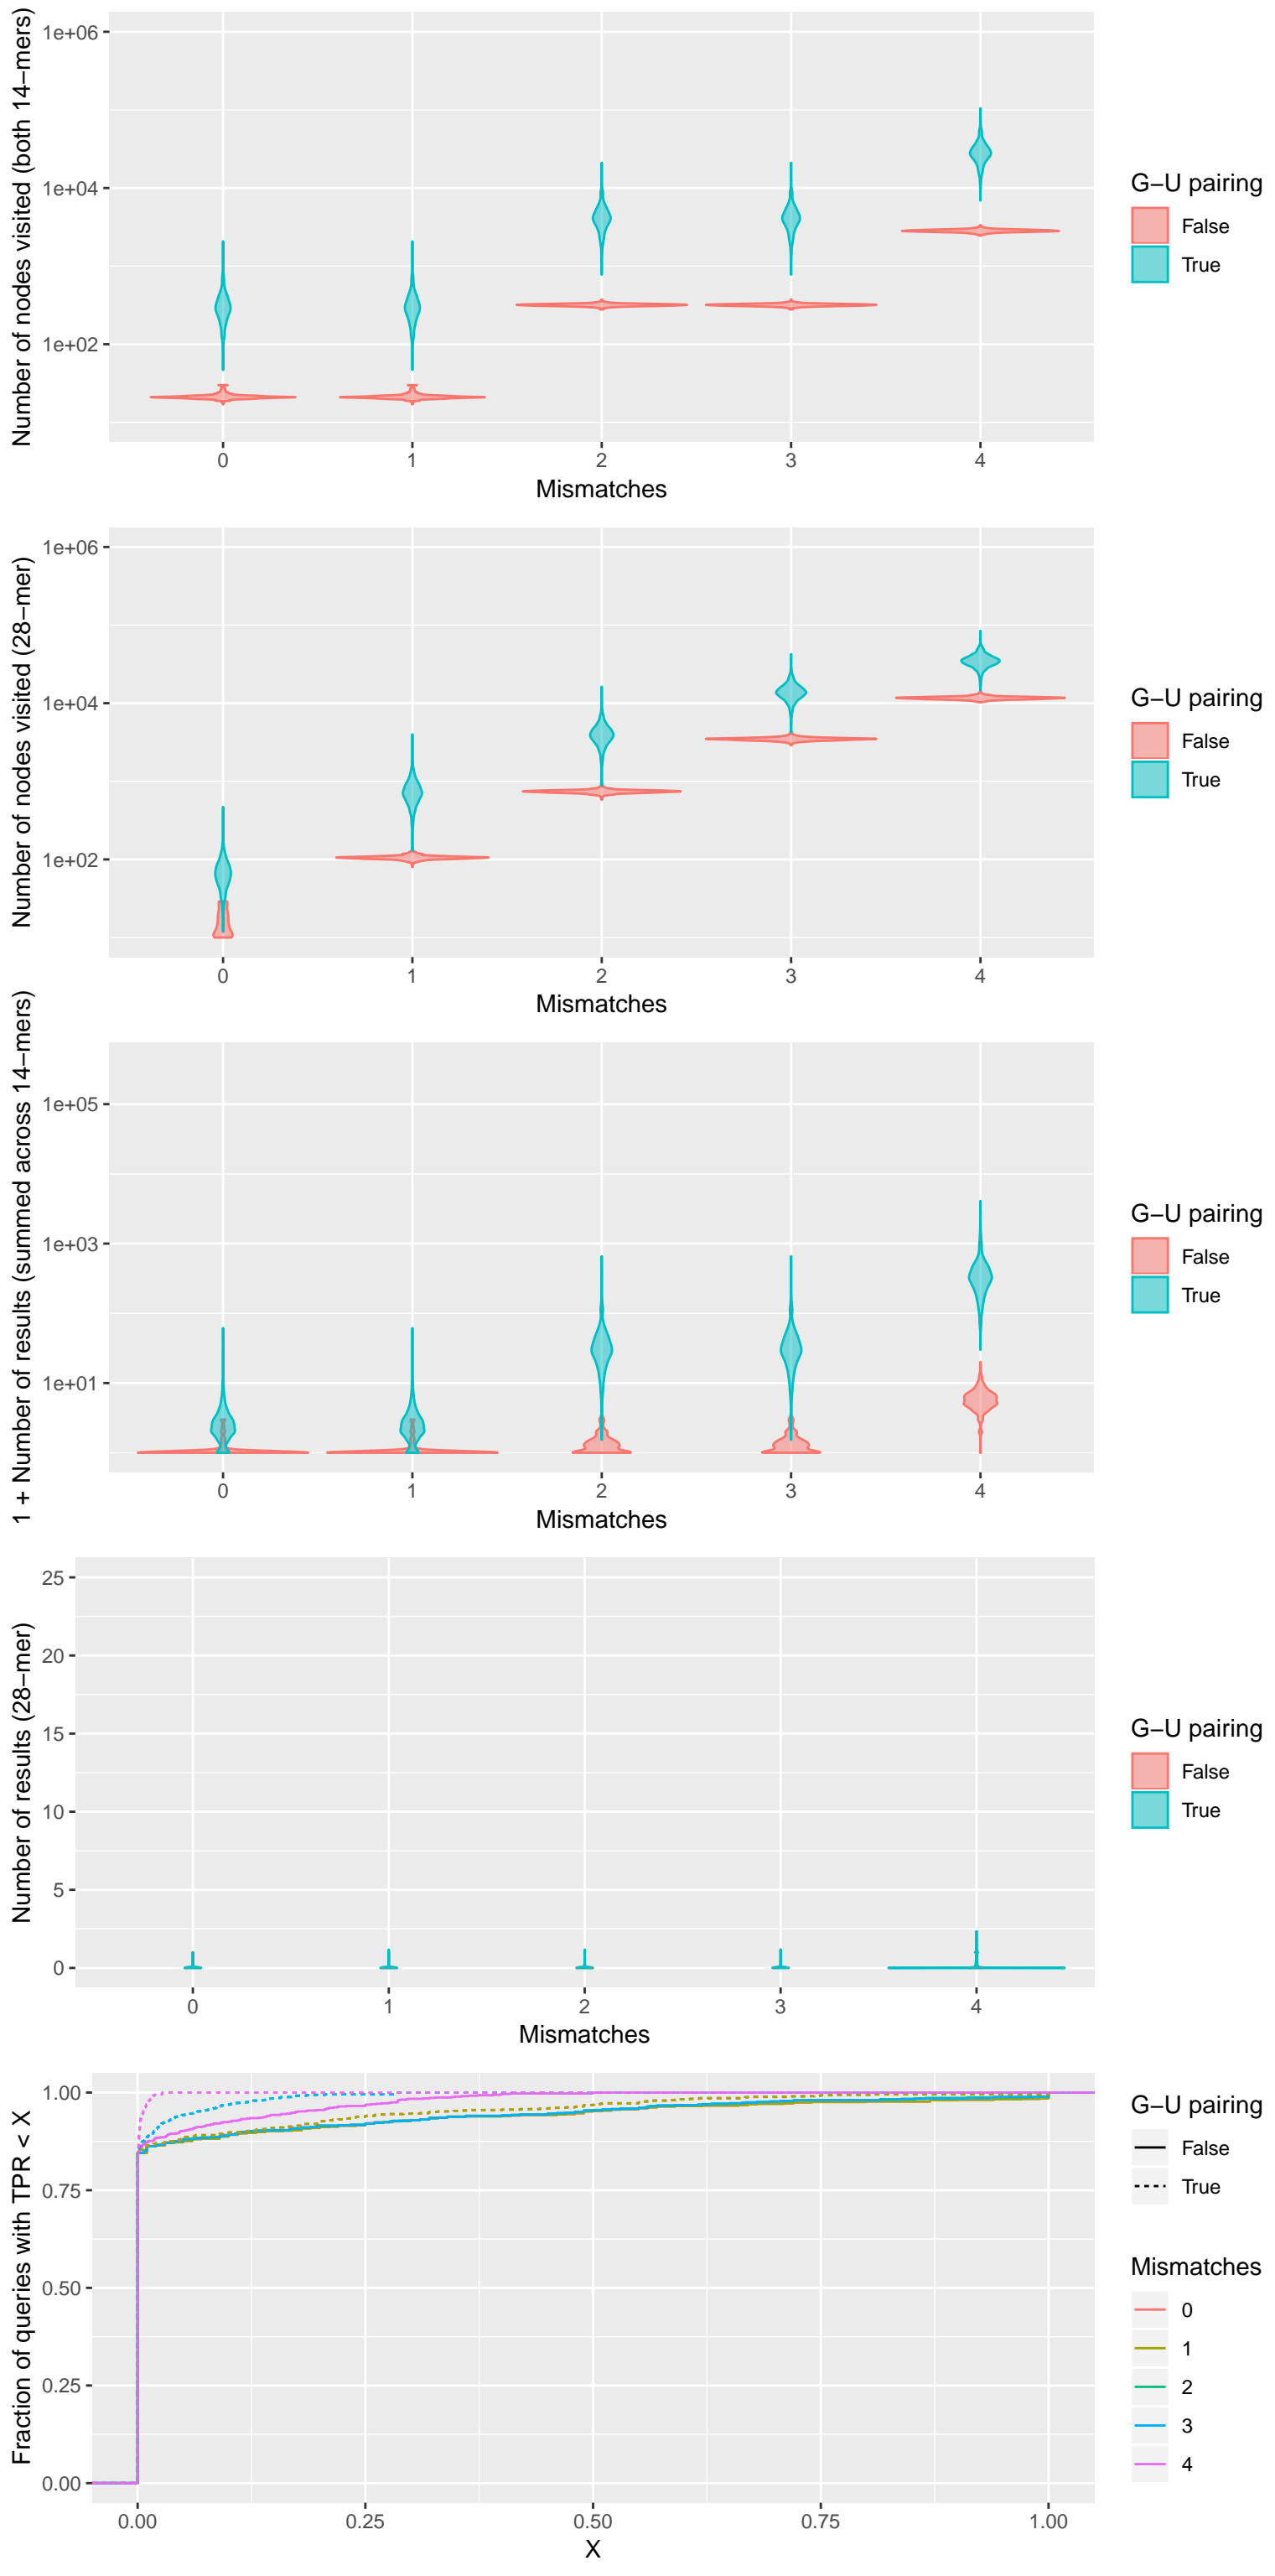 Number of nodes visited (both 14−mers)
1e+06
1e+04
1e+02
0 1 2 3 4
Mismatches
G−U pairing
False
True
Number of nodes visited (28−mer)
1e+06
1e+04
1e+02
0 1 2 3 4
Mismatches
G−U pairing
False
True
1 + Number of results (summed across 14−mers)
1e+05
1e+03
1e+01
0 1 2 3 4
Mismatches
G−U pairing
False
True
Number of results (28−mer)
25
20
15
10
5
0
0 1 2 3 4
Mismatches
G−U pairing
False
True
Fraction of queries with TPR < X
1.00
0.75
0.50
0.25
0.00
0.00 0.25 0.50 0.75 1.00
X
G−U pairing
False
True
Mismatches
0
1
2
3
4